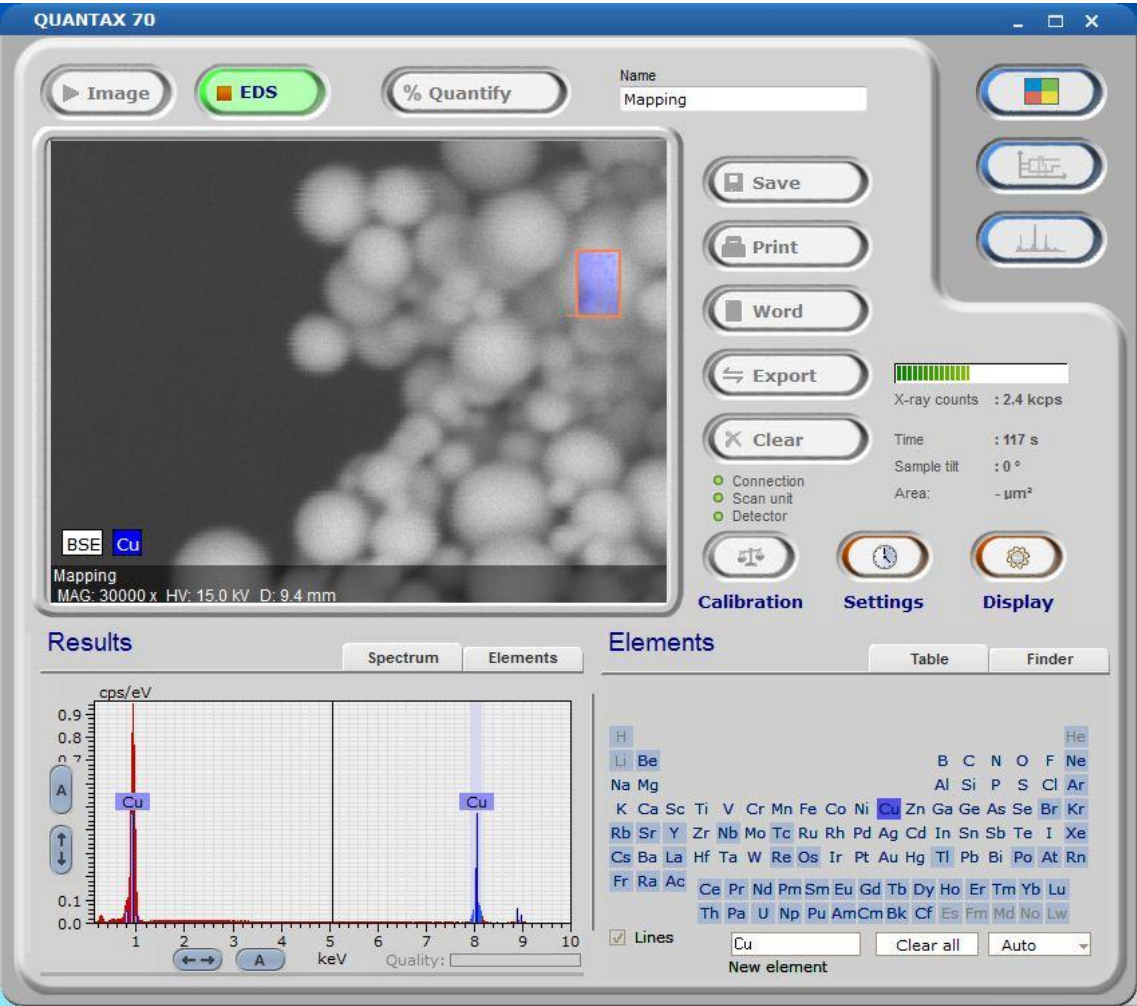 QUANTAX 70
Image
EDS
% Quantify
Name
Mapping
Save
Print
Word
Export
Clear
X-ray counts : 2.4 kcps
Time : 117 s
Sample tilt : 0 °
Area: - µm²
Connection
Scan unit
Detector
Calibration
Settings
Display
BSE Cu
Mapping
MAG: 30000 x HV: 15.0 kV D: 9.4 mm
Results
Spectrum
Elements
cps/eV
0.9
0.8
0.7
A
Cu
Cu
0.1
0.0
1 2 3 4 5 6 7 8 9 10
A
keV
Quality:
Elements
Table
Finder
H He
Li Be B C N O F Ne
Na Mg Al Si P S Cl Ar
K Ca Sc Ti V Cr Mn Fe Co Ni Cu Zn Ga Ge As Se Br Kr
Rb Sr Y Zr Nb Mo Tc Ru Rh Pd Ag Cd In Sn Sb Te I Xe
Cs Ba La Hf Ta W Re Os Ir Pt Au Hg Tl Pb Bi Po At Rn
Fr Ra Ac
Ce Pr Nd Pm Sm Eu Gd Tb Dy Ho Er Tm Yb Lu
Th Pa U Np Pu Am Cm Bk Cf Es Fm Md No Lw
Lines
Cu
Clear all
Auto
New element